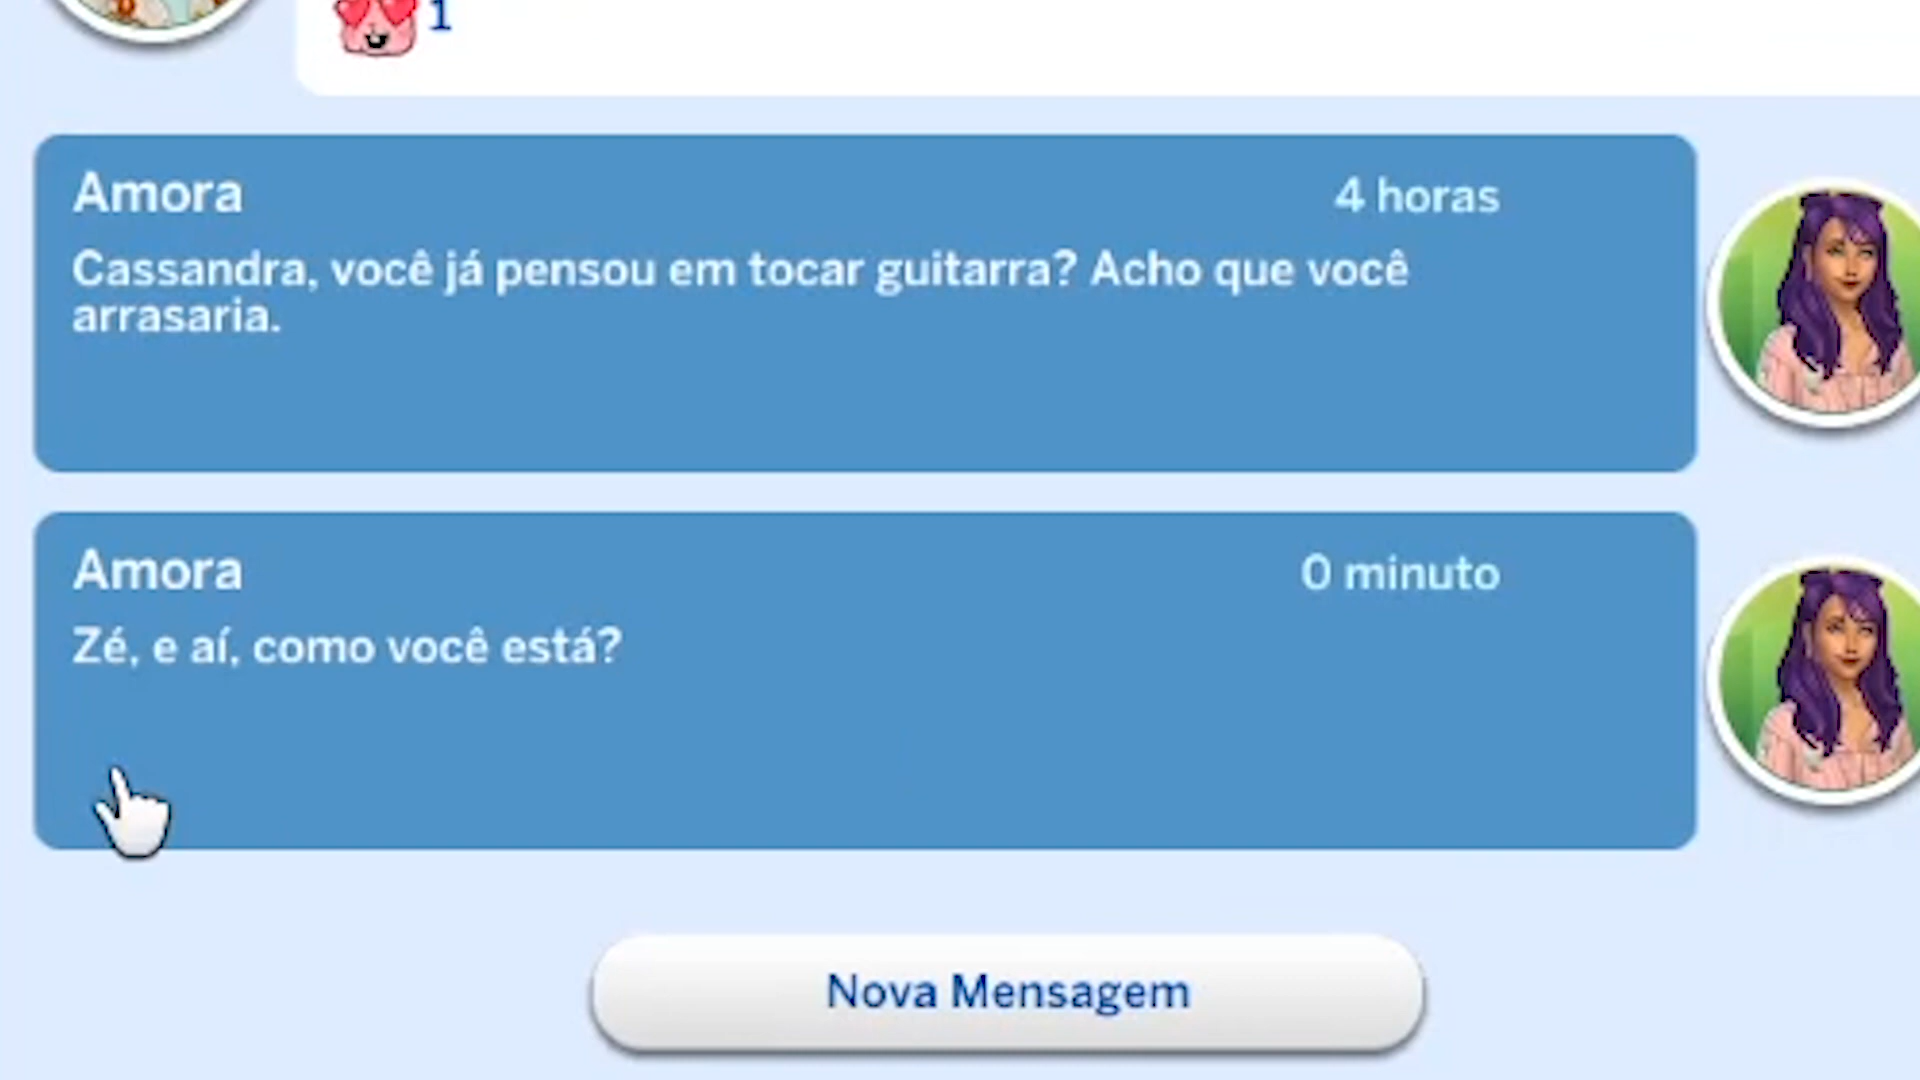 1
Amora
4 horas
Cassandra, você já pensou em tocar guitarra? Acho que você
arrasaria.
Amora
0 minuto
Zé, e aí, como você está?
Nova Mensagem